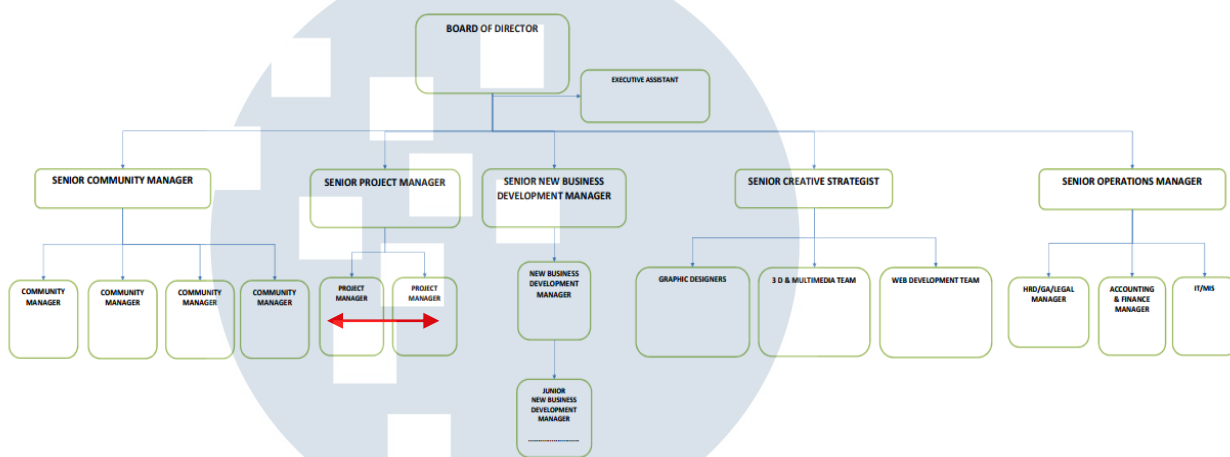 BOARD OF DIRECTOR
EXECUTIVE ASSISTANT
SENIOR COMMUNITY MANAGER
SENIOR PROJECT MANAGER
SENIOR NEW BUSINESS
DEVELOPMENT MANAGER
SENIOR CREATIVE STRATEGIST
SENIOR OPERATIONS MANAGER
COMMUNITY
MANAGER
COMMUNITY
MANAGER
COMMUNITY
MANAGER
COMMUNITY
MANAGER
PROJECT
MANAGER
PROJECT
MANAGER
NEW BUSINESS
DEVELOPMENT
MANAGER
GRAPHIC DESIGNERS
3 D & MULTIMEDIA TEAM
WEB DEVELOPMENT TEAM
HRD/GA/LEGAL
MANAGER
ACCOUNTING
& FINANCE
MANAGER
IT/MIS
JUNIOR
NEW BUSINESS
DEVELOPMENT
MANAGER